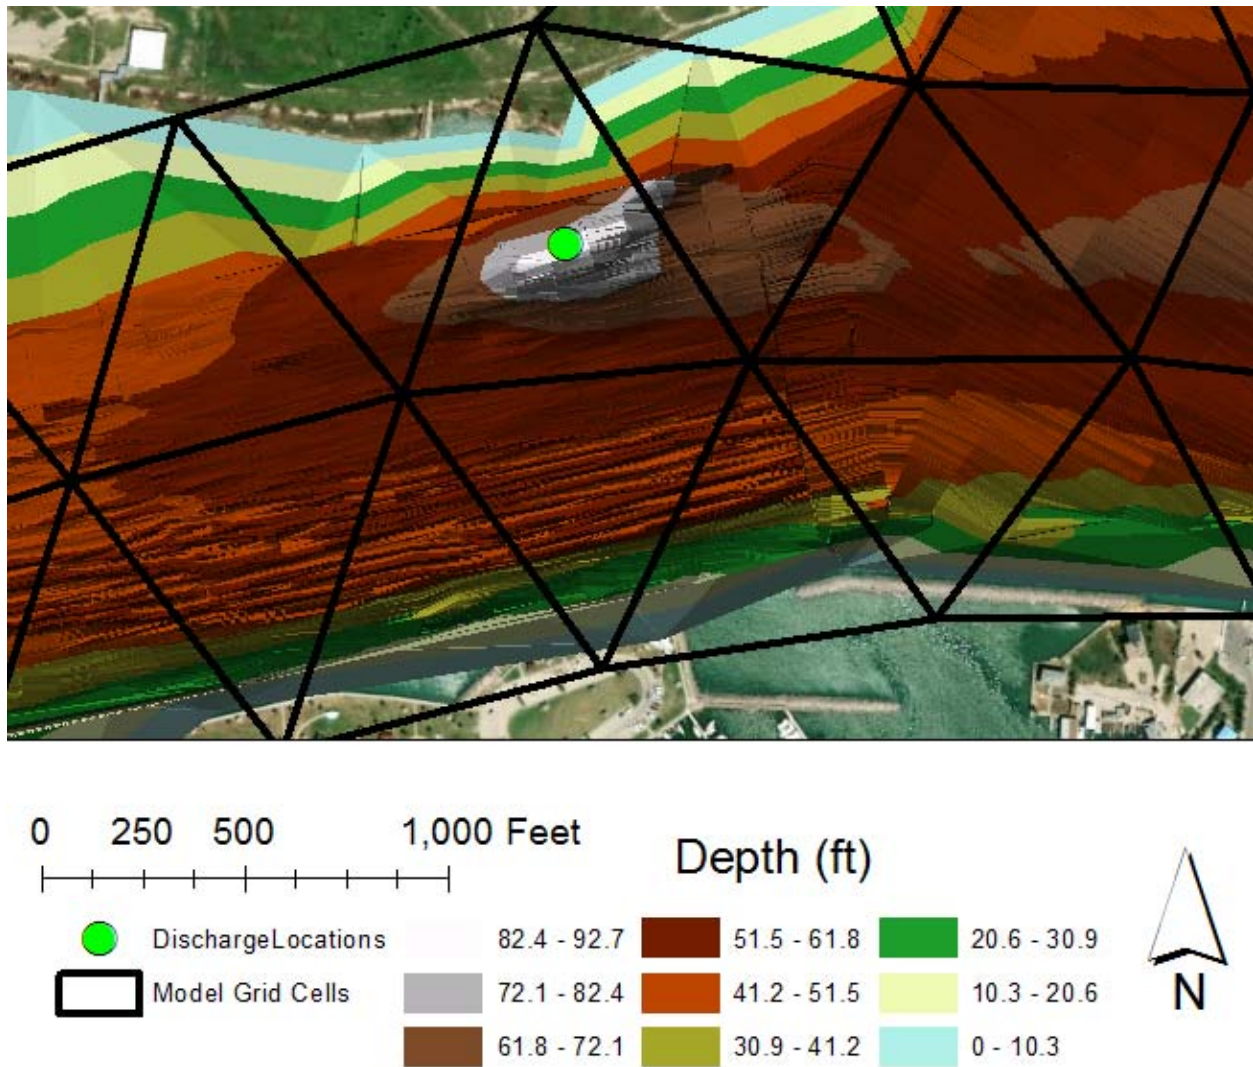 0 250 500 1,000 Feet
Depth (ft)
DischargeLocations
Model Grid Cells
82.4 - 92.7
72.1 - 82.4
61.8 - 72.1
51.5 - 61.8
41.2 - 51.5
30.9 - 41.2
20.6 - 30.9
10.3 - 20.6
0 - 10.3
N